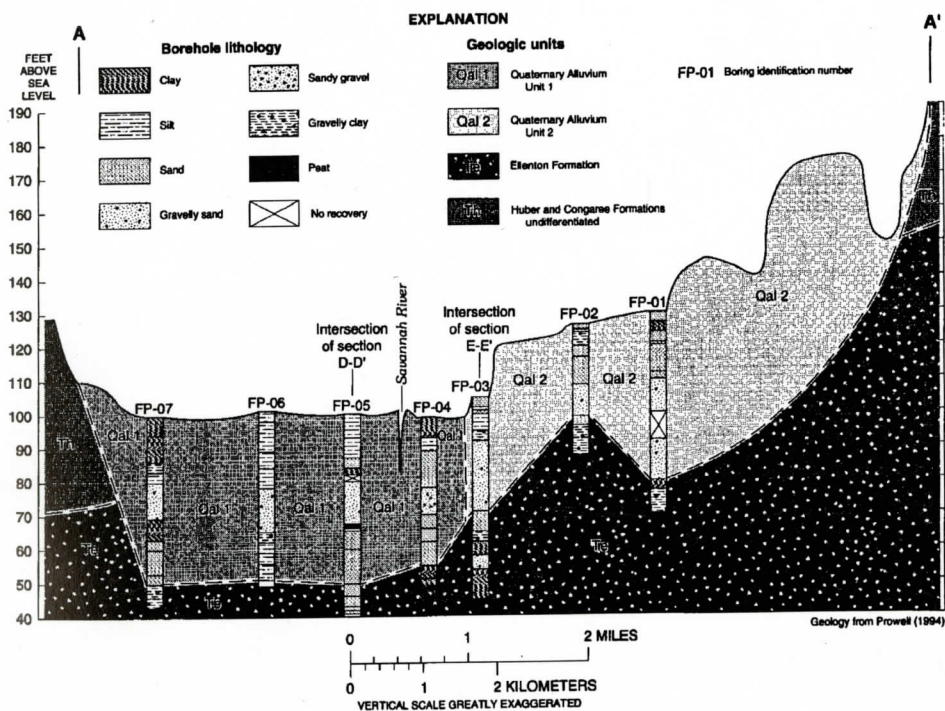 EXPLANATION
A
A'
FEET
ABOVE
SEA
LEVEL
Borehole lithology
Clay
Silt
Sand
Gravelly sand
Sandy gravel
Gravelly clay
Peat
No recovery
Geologic units
Qal 1
Quaternary Alluvium
Unit 1
Qal 2
Quaternary Alluvium
Unit 2
Te
Ellenton Formation
Huber and Congaree Formations
undifferentiated
FP-01 Boring identification number
190
180
170
160
150
140
130
120
110
100
90
80
70
60
50
40
Intersection
of section
D-D'
Savannah River
Intersection
of section
E-E'
FP-07
FP-06
FP-05
FP-04
FP-03
FP-02
FP-01
Qal 1
Qal 1
Qal 1
Qal 1
Qal 1
Qal 2
Qal 2
Qal 2
Te
Te
Te
Geology from Prowell (1994)
0 1 2 MILES
0 1 2 KILOMETERS
VERTICAL SCALE GREATLY EXAGGERATED